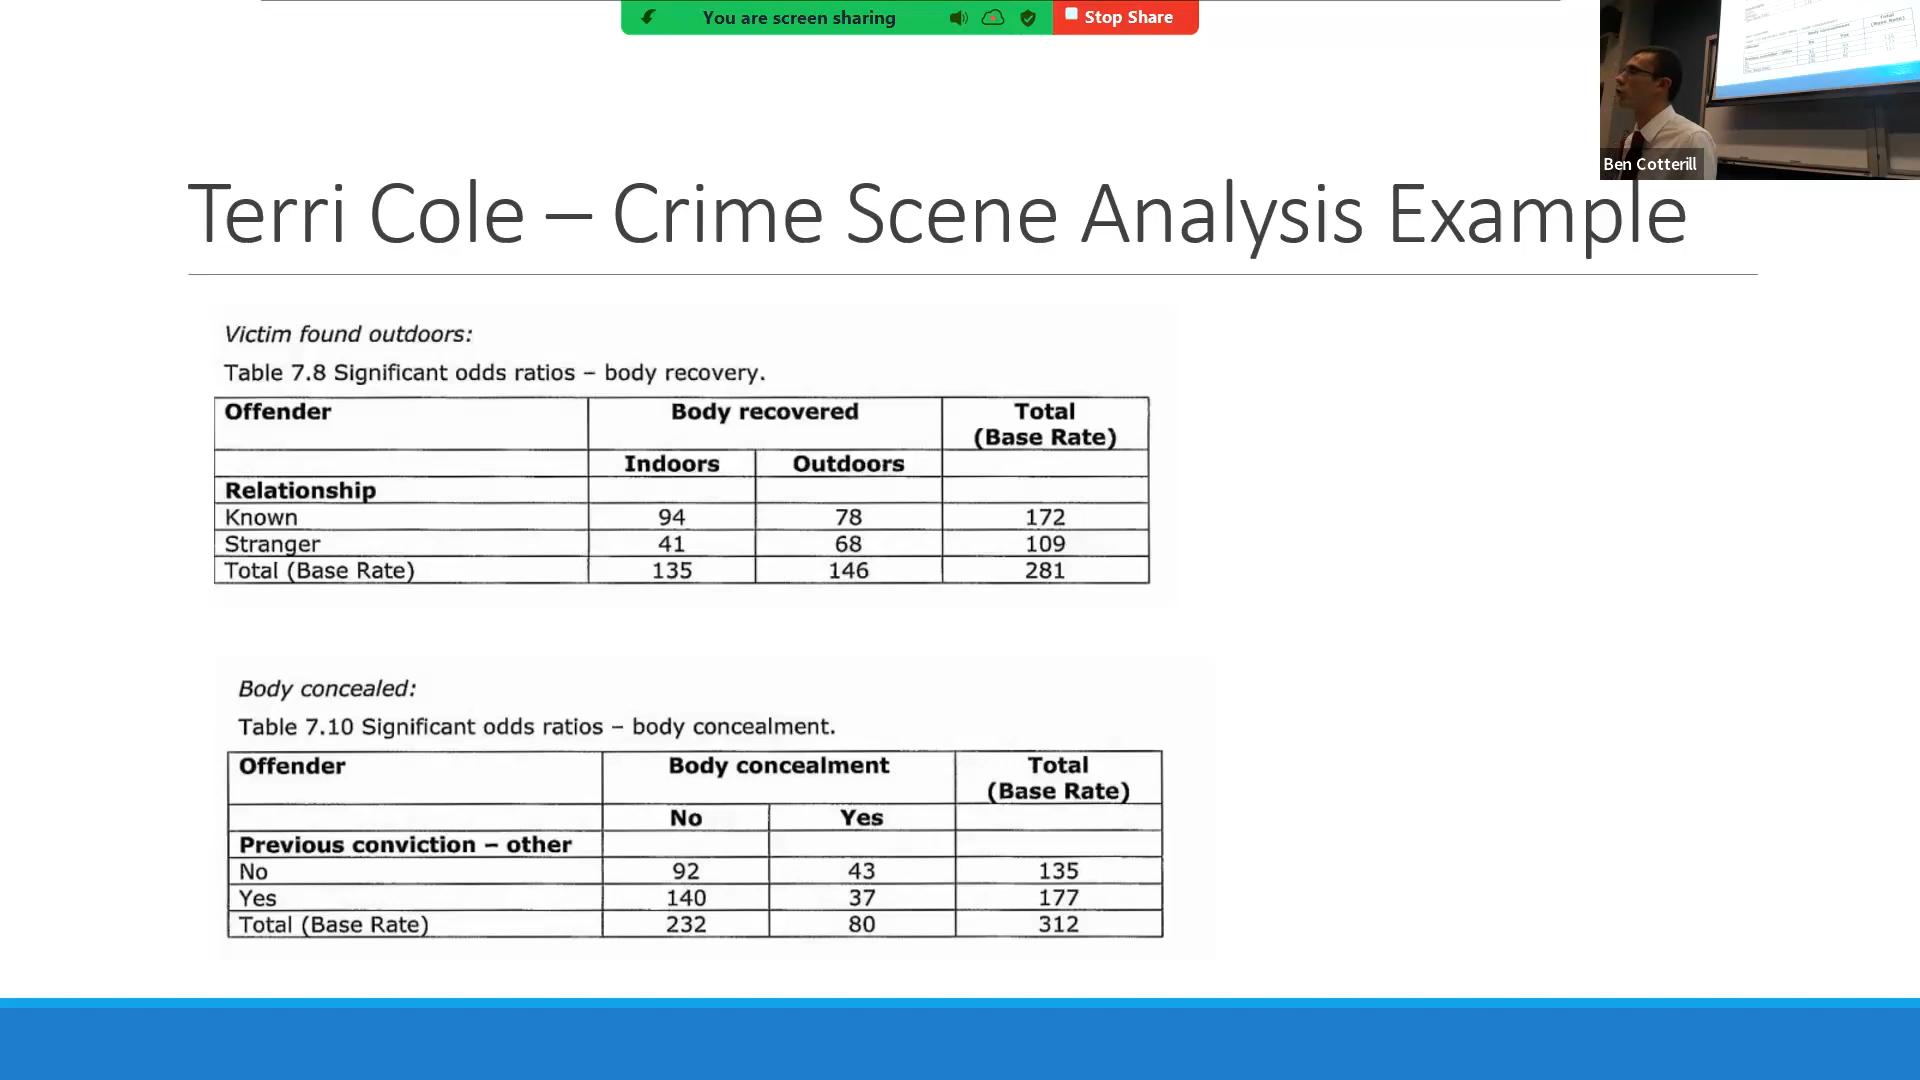 You are screen sharing Stop Share
Ben Cotterill
Terri Cole – Crime Scene Analysis Example
Victim found outdoors:
Table 7.8 Significant odds ratios – body recovery.
Offender Body recovered Total
(Base Rate)
Indoors Outdoors
Relationship
Known 94 78 172
Stranger 41 68 109
Total (Base Rate) 135 146 281
Body concealed:
Table 7.10 Significant odds ratios – body concealment.
Offender Body concealment Total
(Base Rate)
No Yes
Previous conviction – other
No 92 43 135
Yes 140 37 177
Total (Base Rate) 232 80 312